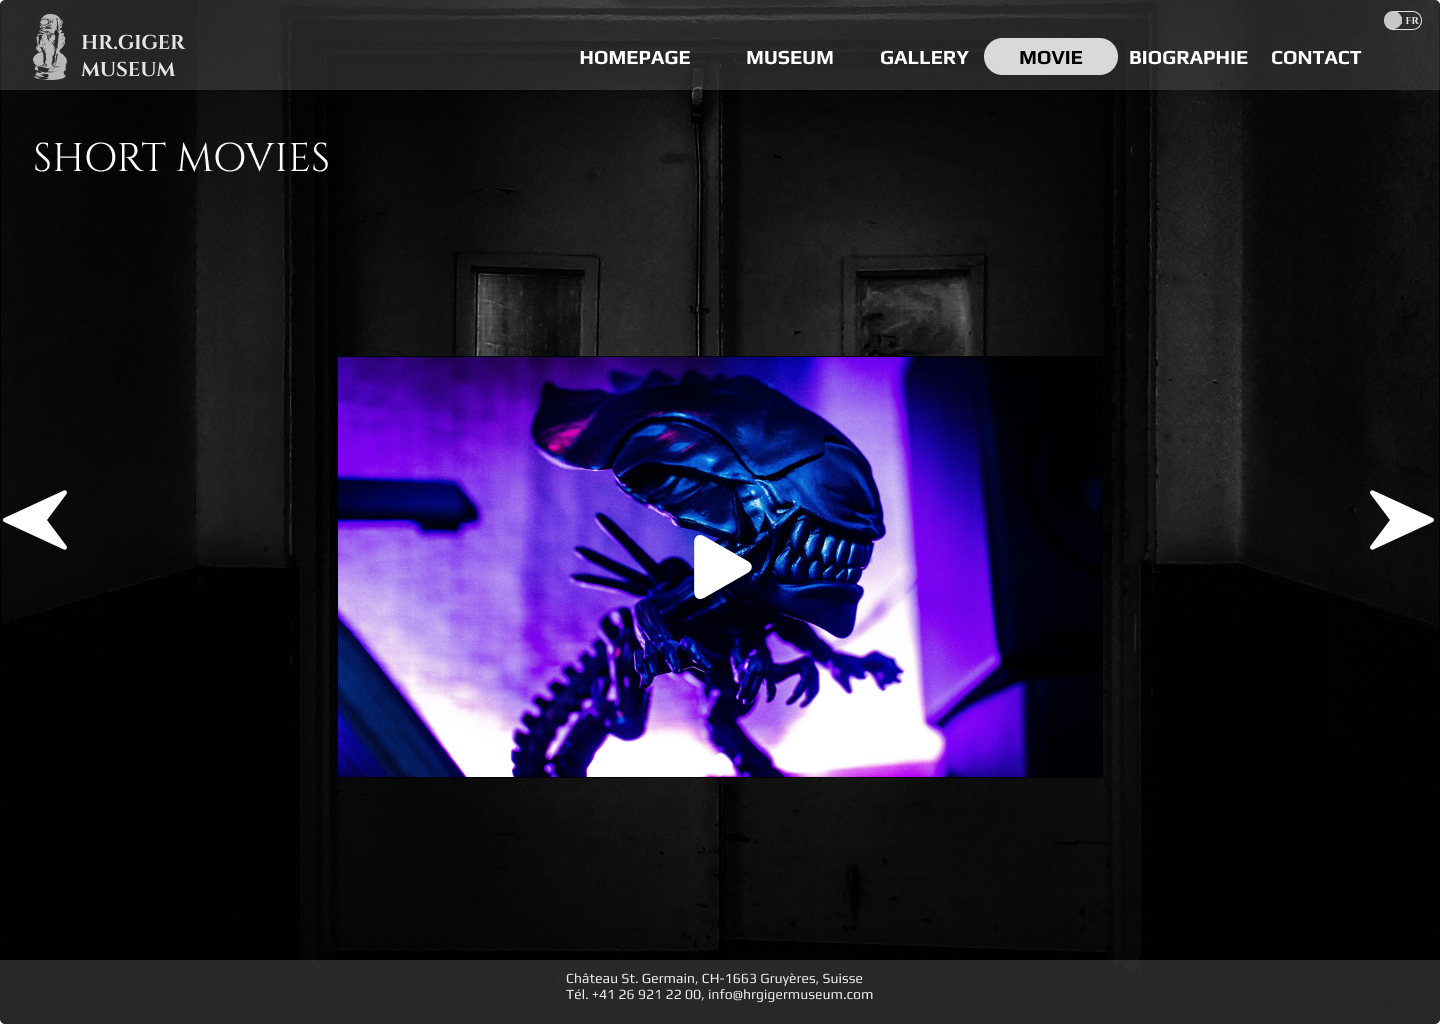 HR.GIGER
MUSEUM
HOMEPAGE MUSEUM GALLERY MOVIE BIOGRAPHIE CONTACT
FR
SHORT MOVIES
Château St. Germain, CH-1663 Gruyères, Suisse
Tél. +41 26 921 22 00, info@hrgigermuseum.com